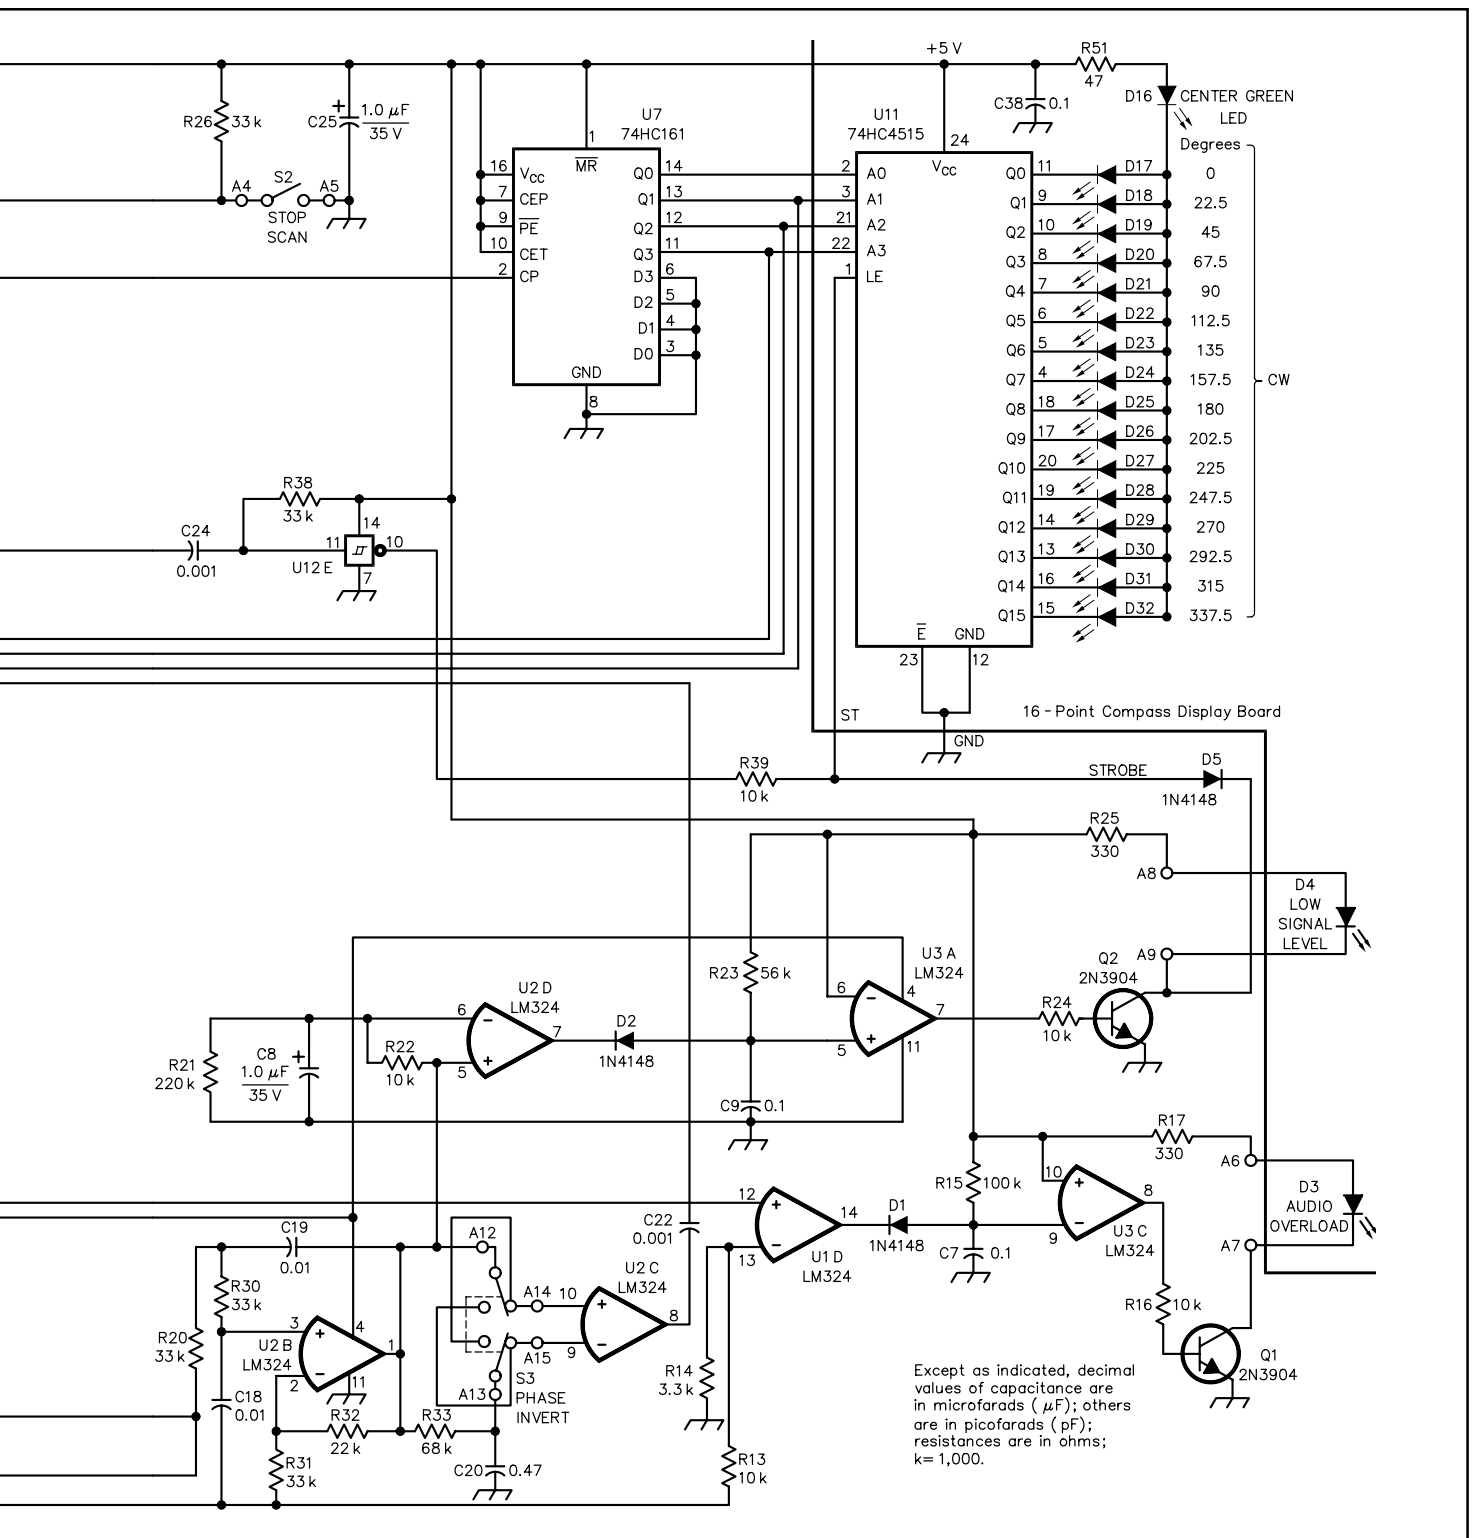 +5 V
R51
47
D16
CENTER GREEN
LED
C38
0.1
R26
33 k
C25
+
1.0 µF
35 V
A4
S2
A5
STOP
SCAN
U7
74HC161
1
MR
16
VCC
7
CEP
9
PE
10
CET
2
CP
Q0
14
Q1
13
Q2
12
Q3
11
D3
6
D2
5
D1
4
D0
3
GND
8
U11
74HC4515
24
VCC
2
A0
3
A1
21
A2
22
A3
1
LE
Degrees
Q0 11 D17 0
Q1 9 D18 22.5
Q2 10 D19 45
Q3 8 D20 67.5
Q4 7 D21 90
Q5 6 D22 112.5
Q6 5 D23 135
Q7 4 D24 157.5
CW
Q8 18 D25 180
Q9 17 D26 202.5
Q10 20 D27 225
Q11 19 D28 247.5
Q12 14 D29 270
Q13 13 D30 292.5
Q14 16 D31 315
Q15 15 D32 337.5
E
GND
23
12
GND
ST
16 - Point Compass Display Board
R38
33 k
C24
0.001
11
14
10
U12 E
7
R39
10 k
STROBE
D5
1N4148
R25
330
A8
D4
LOW
SIGNAL
LEVEL
A9
Q2
2N3904
R24
10 k
U3 A
LM324
6
−
4
7
5
+
11
R23
56 k
U2 D
LM324
6
−
7
5
+
D2
1N4148
R22
10 k
R21
220 k
C8
+
1.0 µF
35 V
C9
0.1
R17
330
A6
D3
AUDIO
OVERLOAD
A7
R15
100 k
10
+
8
−
9
U3 C
LM324
12
+
14
−
13
U1 D
LM324
D1
1N4148
C7
0.1
R16
10 k
Q1
2N3904
C22
0.001
C19
0.01
A12
R30
33 k
R20
33 k
U2 B
LM324
3
+
4
1
−
2
11
A14
10
+
U2 C
LM324
8
A15
9
−
S3
PHASE
INVERT
A13
C18
0.01
R32
22 k
R33
68 k
R31
33 k
C20
0.47
R14
3.3 k
R13
10 k
Except as indicated, decimal
values of capacitance are
in microfarads ( µF); others
are in picofarads ( pF);
resistances are in ohms;
k= 1,000.